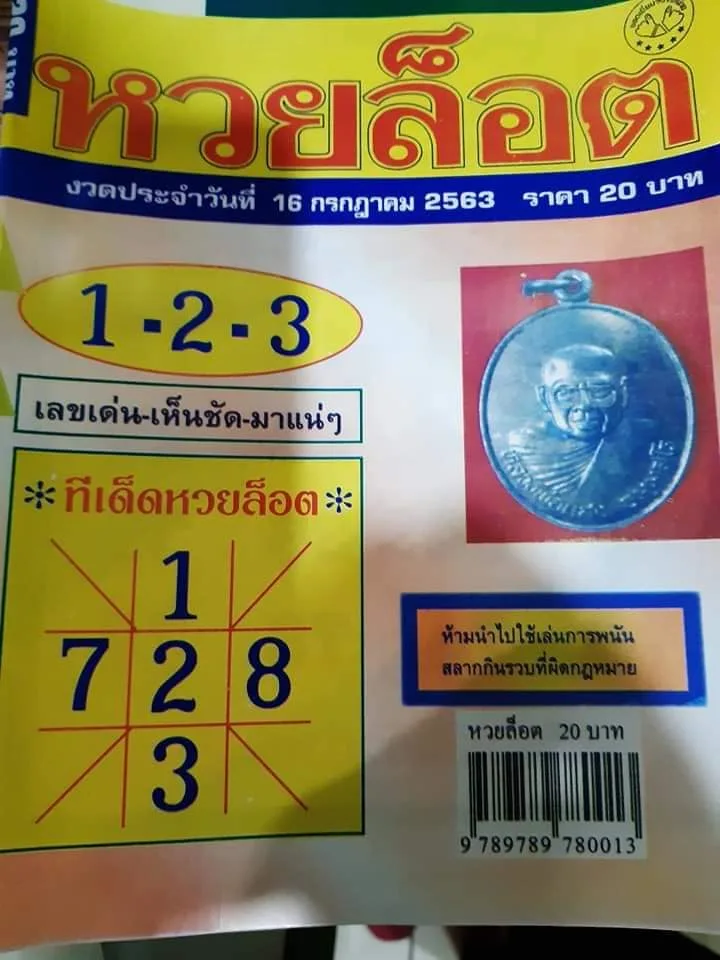 หวยล็อต
งวดประจำวันที่ 16 กรกฎาคม 2563 ราคา 20 บาท
1-2-3
เลขเด่น-เห็นชัด-มาแน่ๆ
*ทีเด็ดหวยล็อต*
1
7 2 8
3
ห้ามนำไปใช้เล่นการพนัน
สลากกินรวบที่ผิดกฎหมาย
หวยล็อต 20 บาท
9 789789 780013